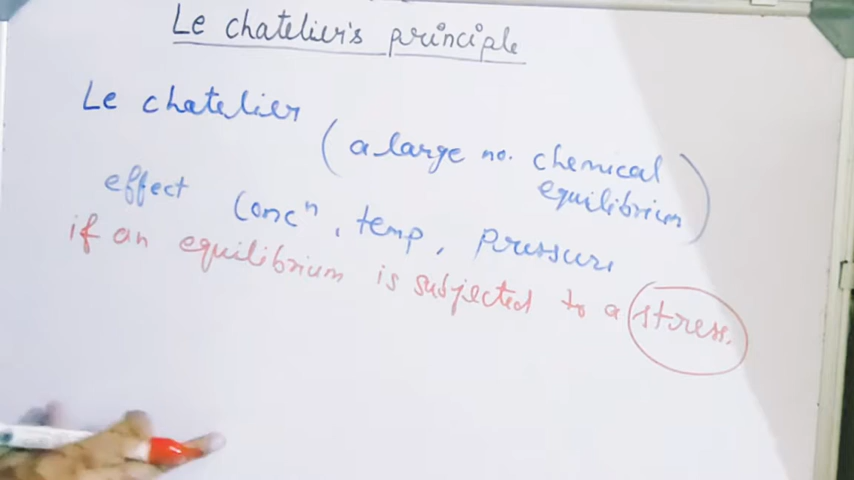 Le chatelier's principle
Le chatelier
(a large no. chemical
equilibrium)
effect concⁿ, temp, pressure
if an equilibrium is subjected to a stress.